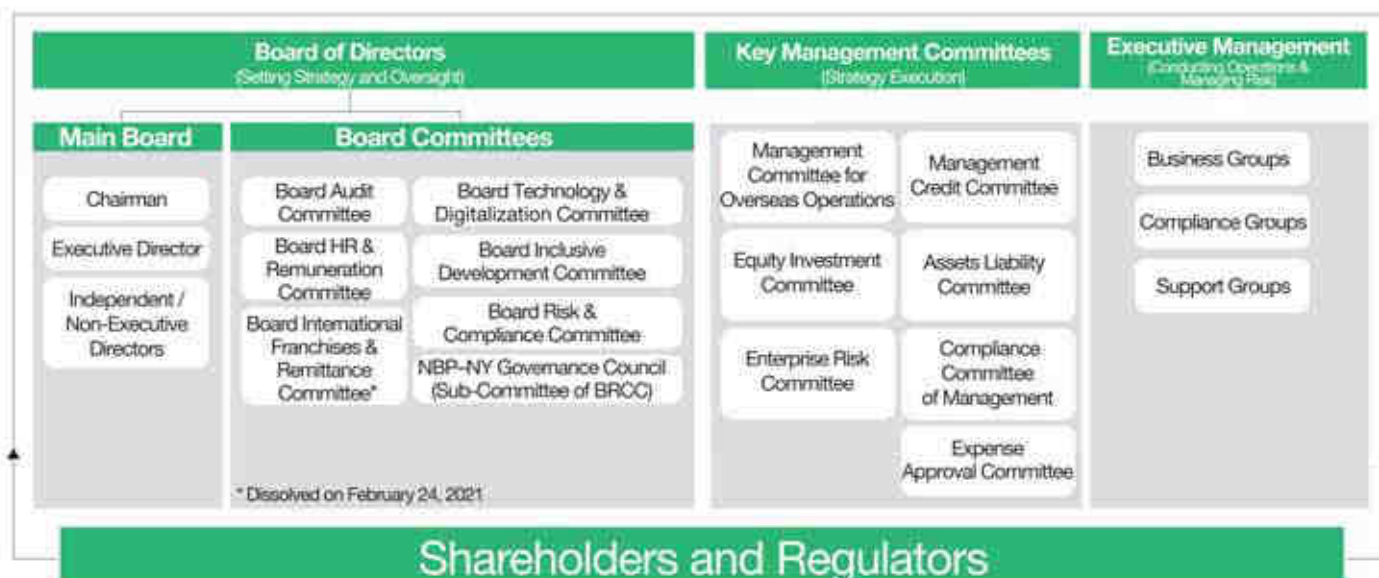 Board of Directors
(Setting Strategy and Oversight)
Key Management Committees
(Strategy Execution)
Executive Management
(Conducting Operations &
Managing Risk)
Main Board
Chairman
Executive Director
Independent /
Non-Executive
Directors
Board Committees
Board Audit
Committee
Board HR &
Remuneration
Committee
Board International
Franchises &
Remittance
Committee*
Board Technology &
Digitalization Committee
Board Inclusive
Development Committee
Board Risk &
Compliance Committee
NBP-NY Governance Council
(Sub-Committee of BRCC)
* Dissolved on February 24, 2021
Management
Committee for
Overseas Operations
Equity Investment
Committee
Enterprise Risk
Committee
Management
Credit Committee
Assets Liability
Committee
Compliance
Committee
of Management
Expense
Approval Committee
Business Groups
Compliance Groups
Support Groups
Shareholders and Regulators